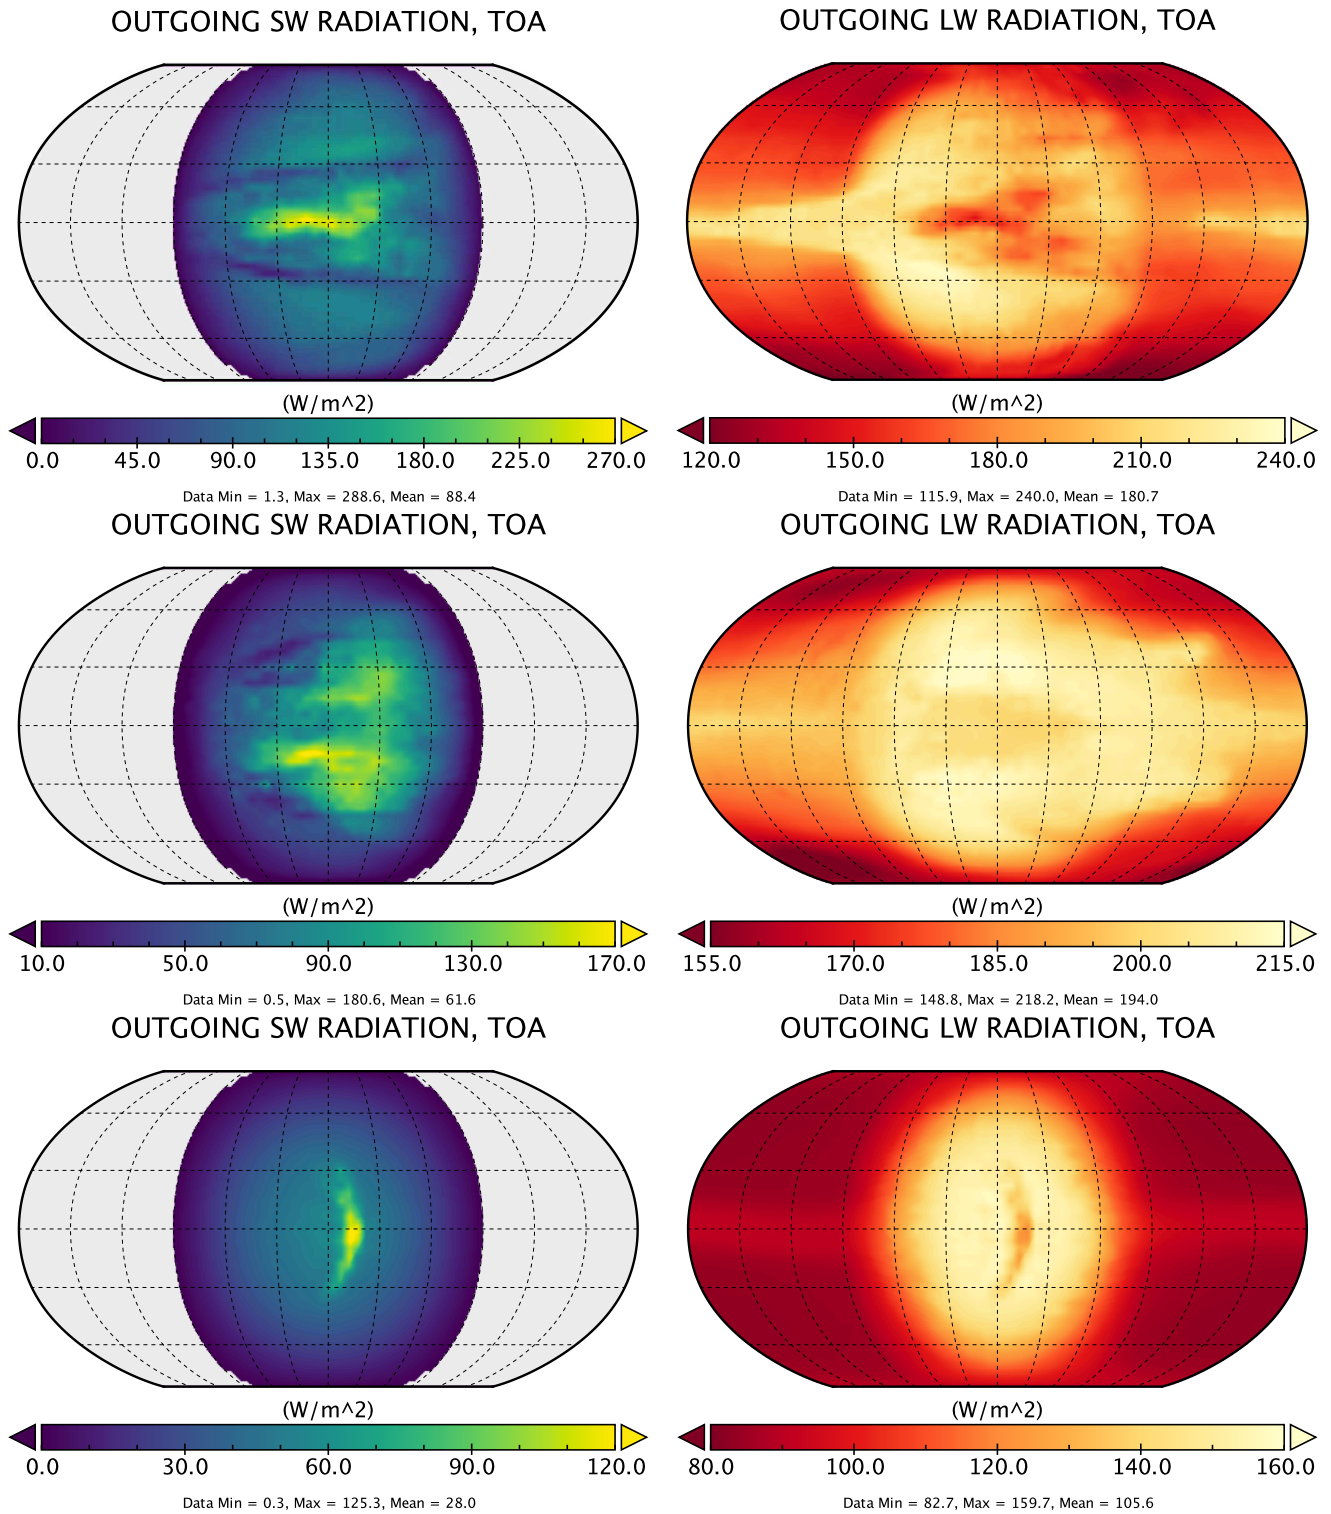 OUTGOING SW RADIATION, TOA
OUTGOING LW RADIATION, TOA
(W/m^2)
(W/m^2)
0.0 45.0 90.0 135.0 180.0 225.0 270.0
120.0 150.0 180.0 210.0 240.0
Data Min = 1.3, Max = 288.6, Mean = 88.4
Data Min = 115.9, Max = 240.0, Mean = 180.7
OUTGOING SW RADIATION, TOA
OUTGOING LW RADIATION, TOA
(W/m^2)
(W/m^2)
10.0 50.0 90.0 130.0 170.0
155.0 170.0 185.0 200.0 215.0
Data Min = 0.5, Max = 180.6, Mean = 61.6
Data Min = 148.8, Max = 218.2, Mean = 194.0
OUTGOING SW RADIATION, TOA
OUTGOING LW RADIATION, TOA
(W/m^2)
(W/m^2)
0.0 30.0 60.0 90.0 120.0
80.0 100.0 120.0 140.0 160.0
Data Min = 0.3, Max = 125.3, Mean = 28.0
Data Min = 82.7, Max = 159.7, Mean = 105.6